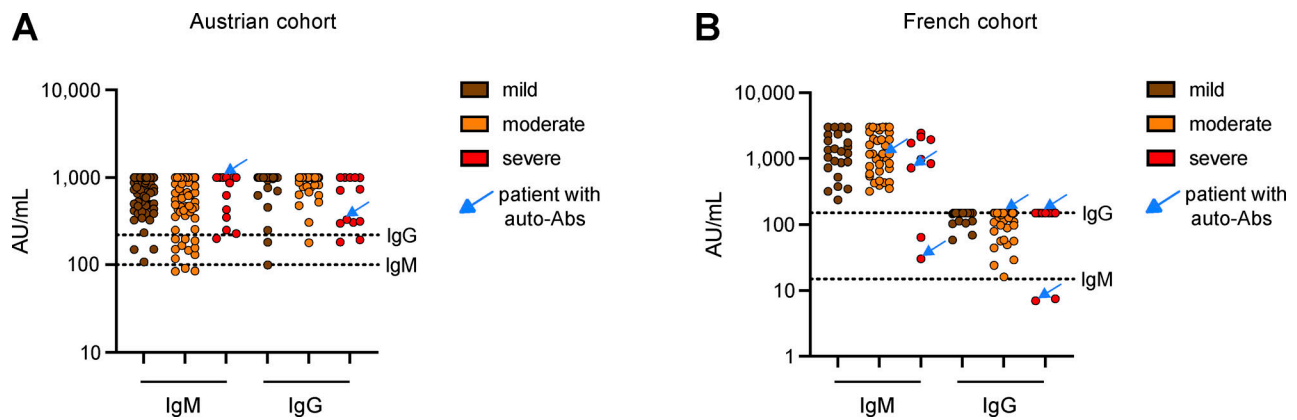 A
Austrian cohort
AU/mL
10,000
1,000
100
10
IgG
IgM
IgM
IgG
mild
moderate
severe
patient with
auto-Abs
B
French cohort
AU/mL
10,000
1,000
100
10
1
IgG
IgM
IgM
IgG
mild
moderate
severe
patient with
auto-Abs